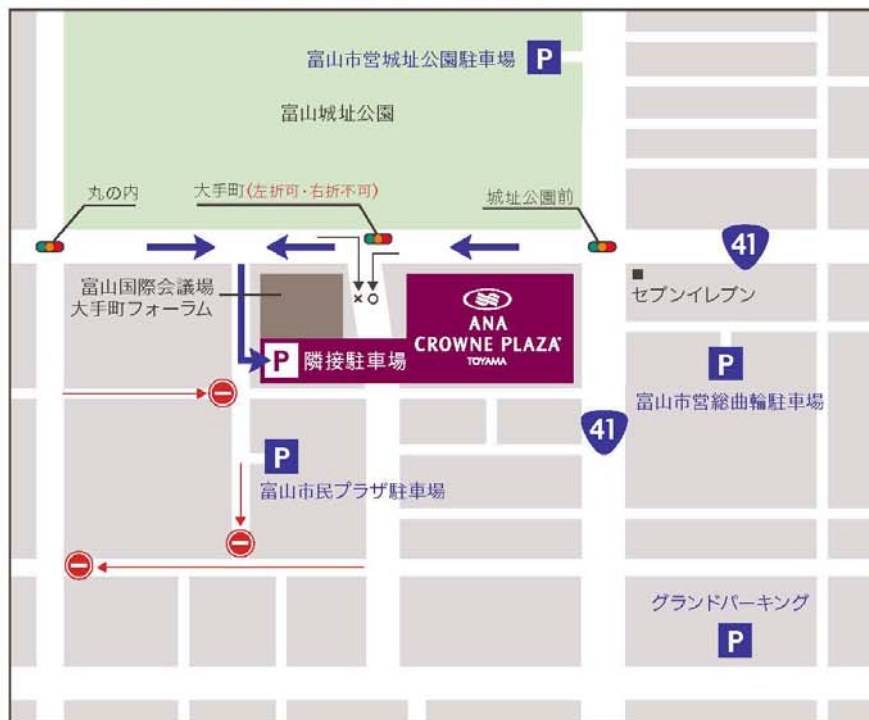 富山市営城址公園駐車場 P
富山城址公園
丸の内
大手町(左折可・右折不可)
城址公園前
41
富山国際会議場
大手町フォーラム
×○
セブンイレブン
ANA
CROWNE PLAZA
TOYAMA
P 隣接駐車場
P
富山市営総曲輪駐車場
41
P
富山市民プラザ駐車場
グランドパーキング
P